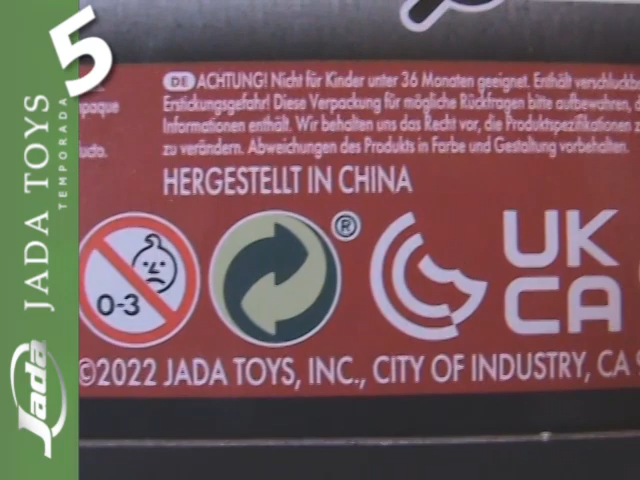 5
JADA TOYS
TEMPORADA
Jada
paque
DE ACHTUNG! Nicht für Kinder unter 36 Monaten geeignet. Enthält
Erstickungsgefahr! Diese Verpackung für mögliche Rückfragen bitte aufbewahren,
Informationen enthält. Wir behalten uns das Recht vor, die Produktspezifikationen
zu verändern. Abweichungen des Produkts in Farbe und Gestaltung vorbehalten.
HERGESTELLT IN CHINA
0-3
®
UK
CA
©2022 JADA TOYS, INC., CITY OF INDUSTRY, CA